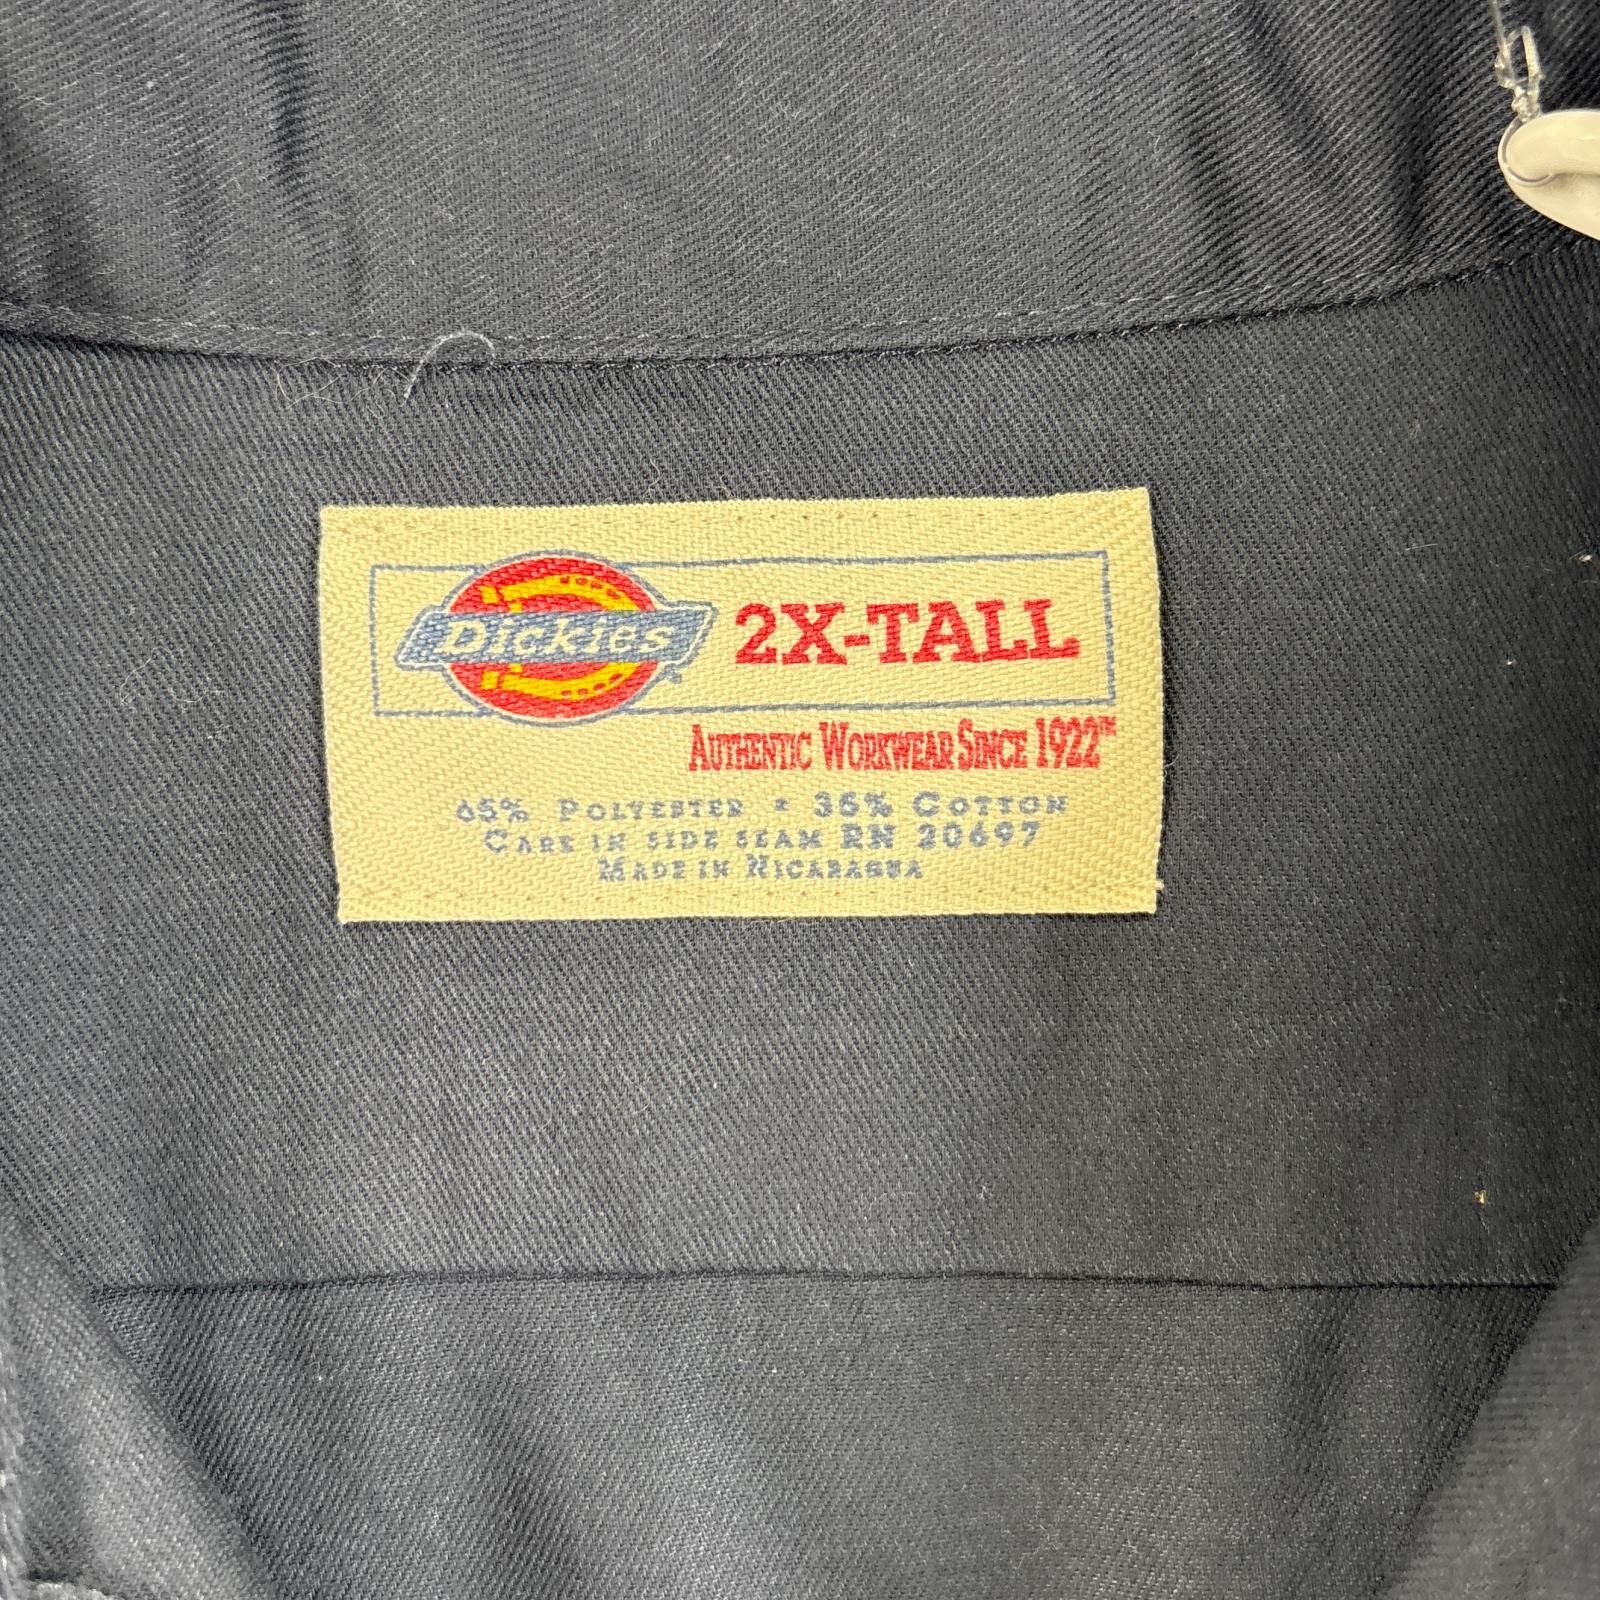 Dickies 2X-TALL
AUTHENTIC WORKWEAR SINCE 1922™
65% POLYESTER * 35% COTTON
CARE IN SIDE SEAM RN 20697
MADE IN NICARAGUA